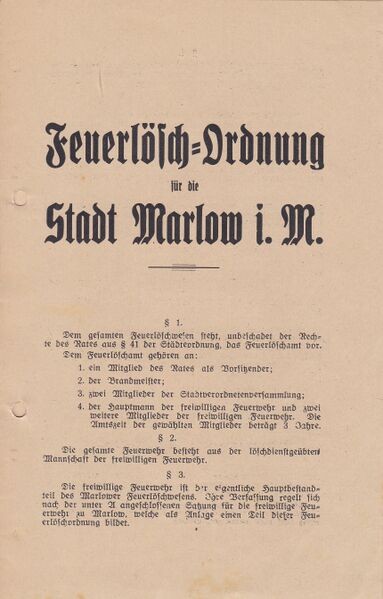 Feuerlösch=Ordnung
für die
Stadt Marlow i. M.
§ 1.
Dem gesamten Feuerlöschwesen steht, unbeschadet der Rech-
te des Rates aus § 41 der Städteordnung, das Feuerlöschamt vor.
Dem Feuerlöschamt gehören an:
1. ein Mitglied des Rates als Vorsitzender;
2. der Brandmeister;
3. zwei Mitglieder der Stadtverordnetenversammlung;
4. der Hauptmann der freiwilligen Feuerwehr und zwei
weitere Mitglieder der freiwilligen Feuerwehr. Die
Amtszeit der gewählten Mitglieder beträgt 3 Jahre.
§ 2.
Die gesamte Feuerwehr besteht aus der löschdienstgeübten
Mannschaft der freiwilligen Feuerwehr.
§ 3.
Die freiwillige Feuerwehr ist der eigentliche Hauptbestand-
teil des Marlower Feuerlöschwesens. Ihre Verfassung regelt sich
nach der unter A angeschlossenen Satzung für die freiwillige Feu-
erwehr zu Marlow, welche als Anlage einen Teil dieser Feu-
erlöschordnung bildet.